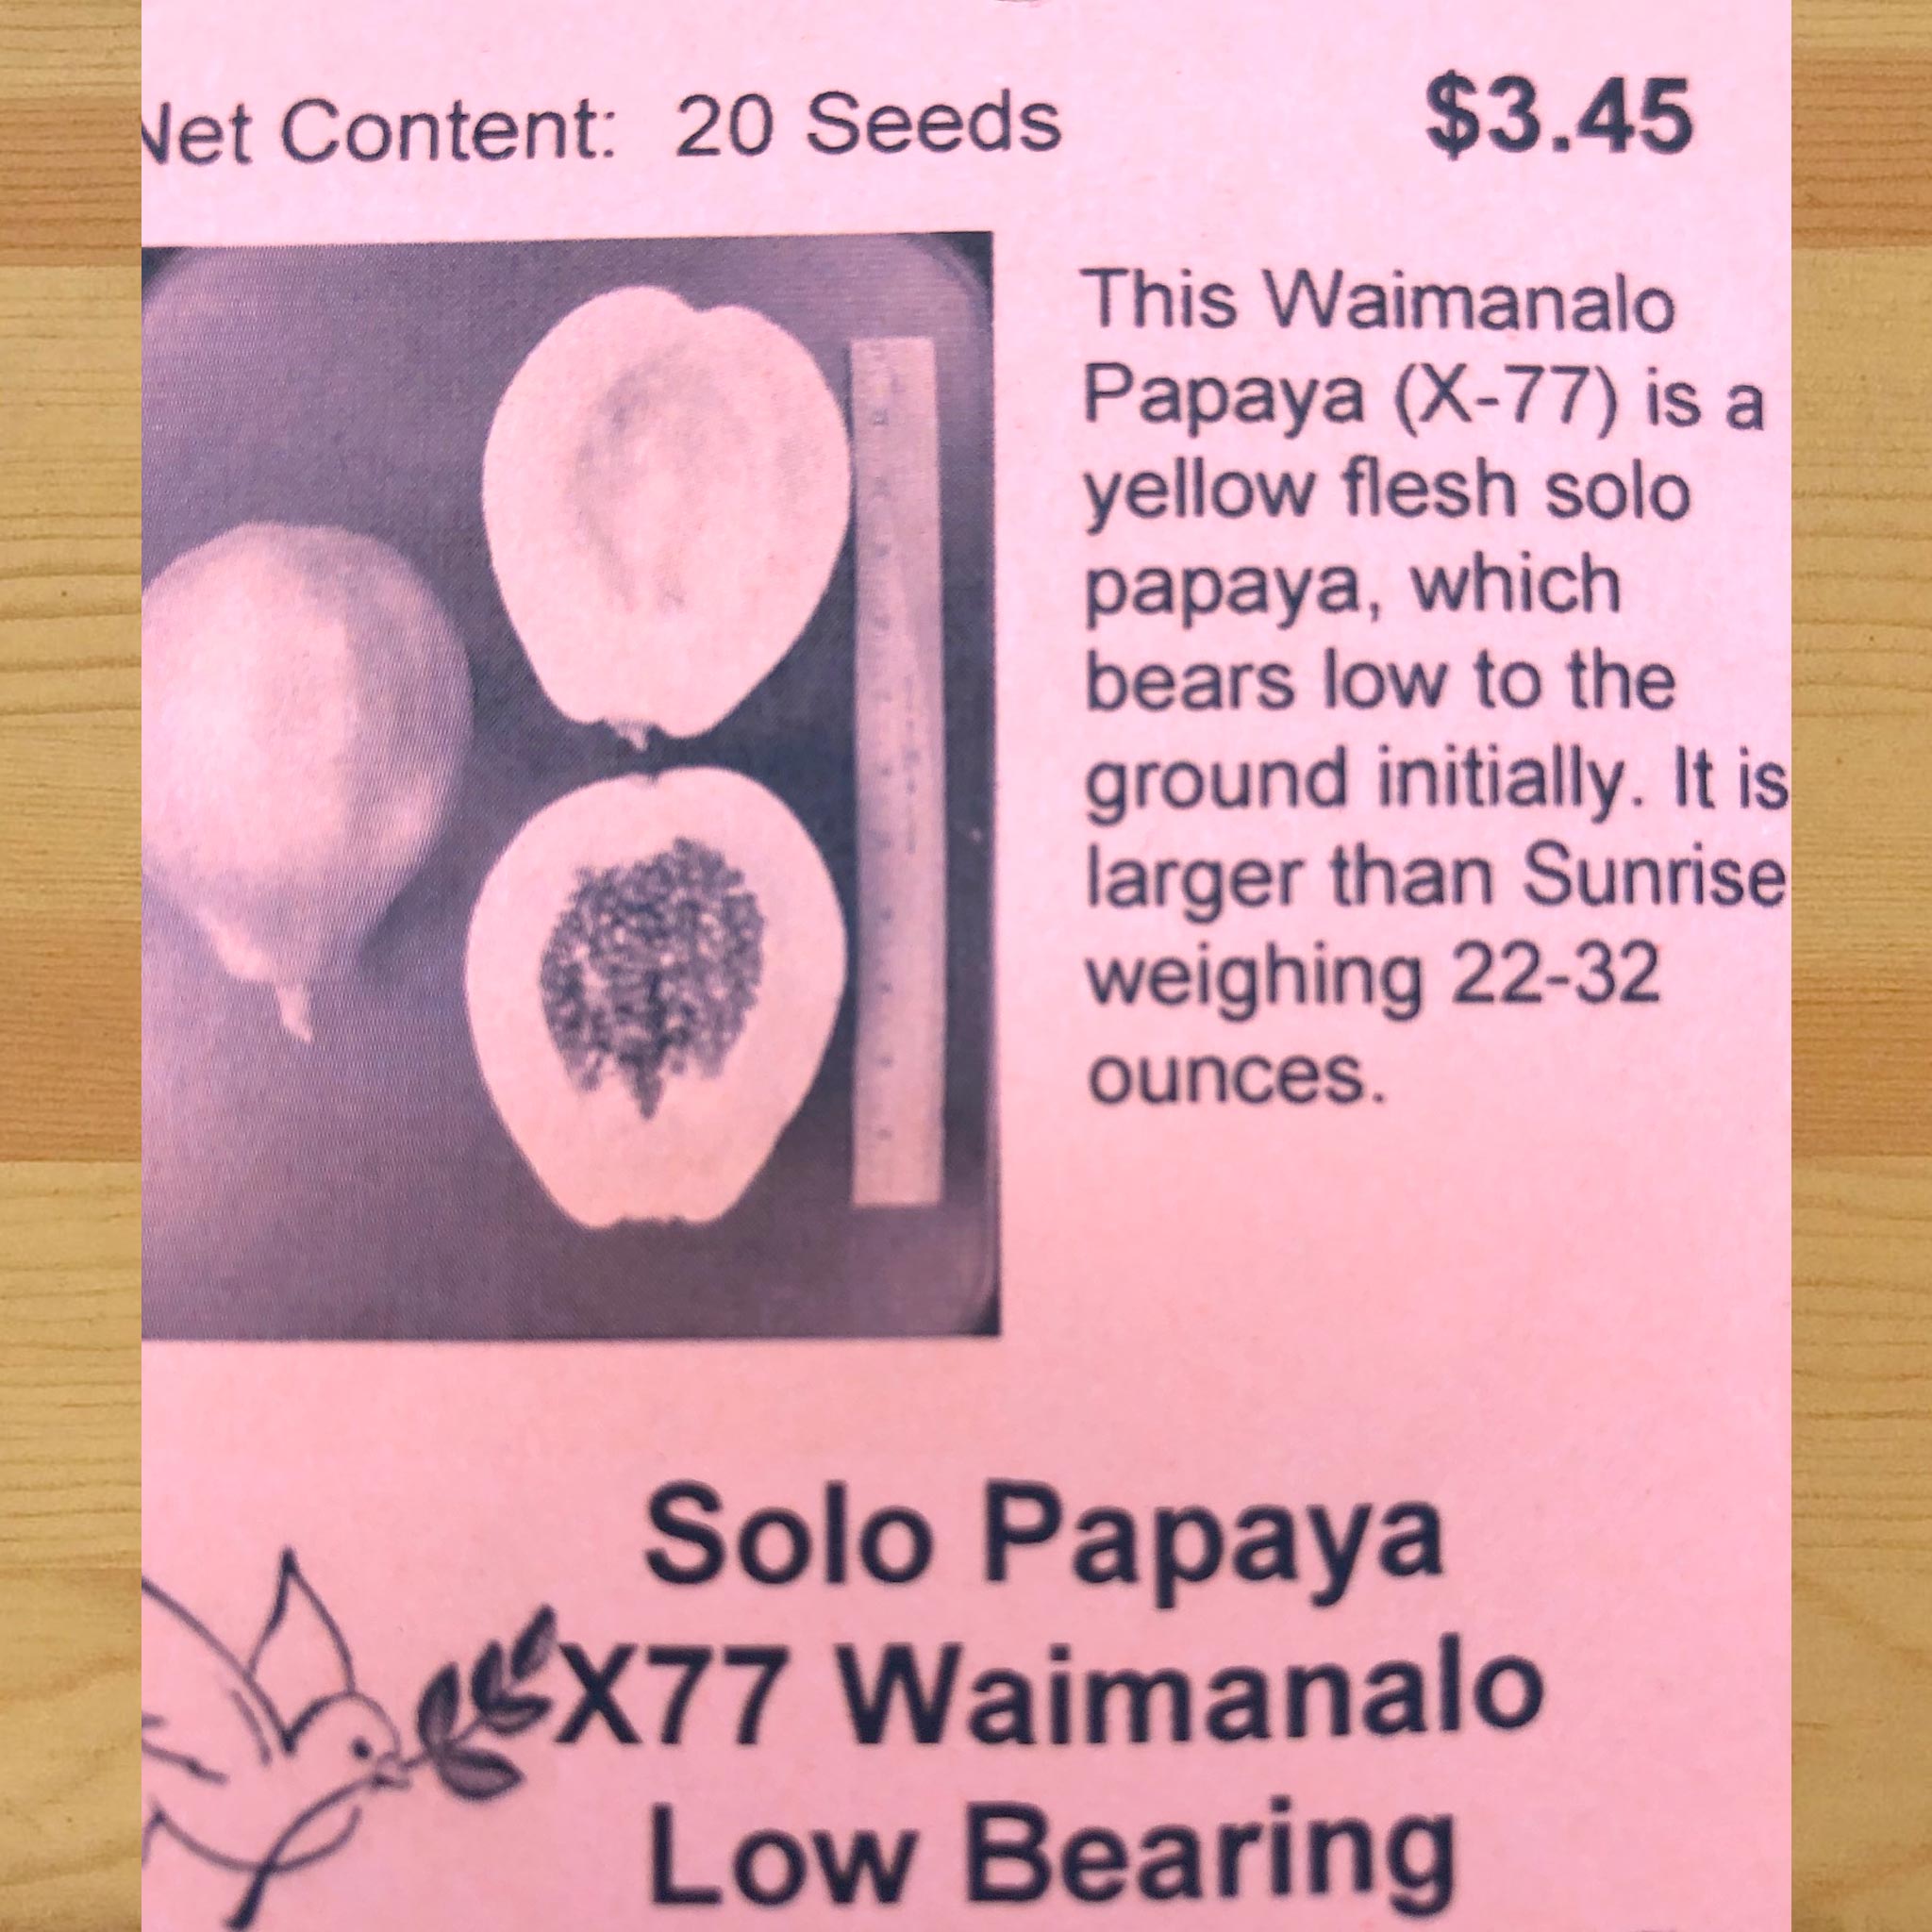 Net Content: 20 Seeds
$3.45
This Waimanalo
Papaya (X-77) is a
yellow flesh solo
papaya, which
bears low to the
ground initially. It is
larger than Sunrise
weighing 22-32
ounces.
Solo Papaya
X77 Waimanalo
Low Bearing